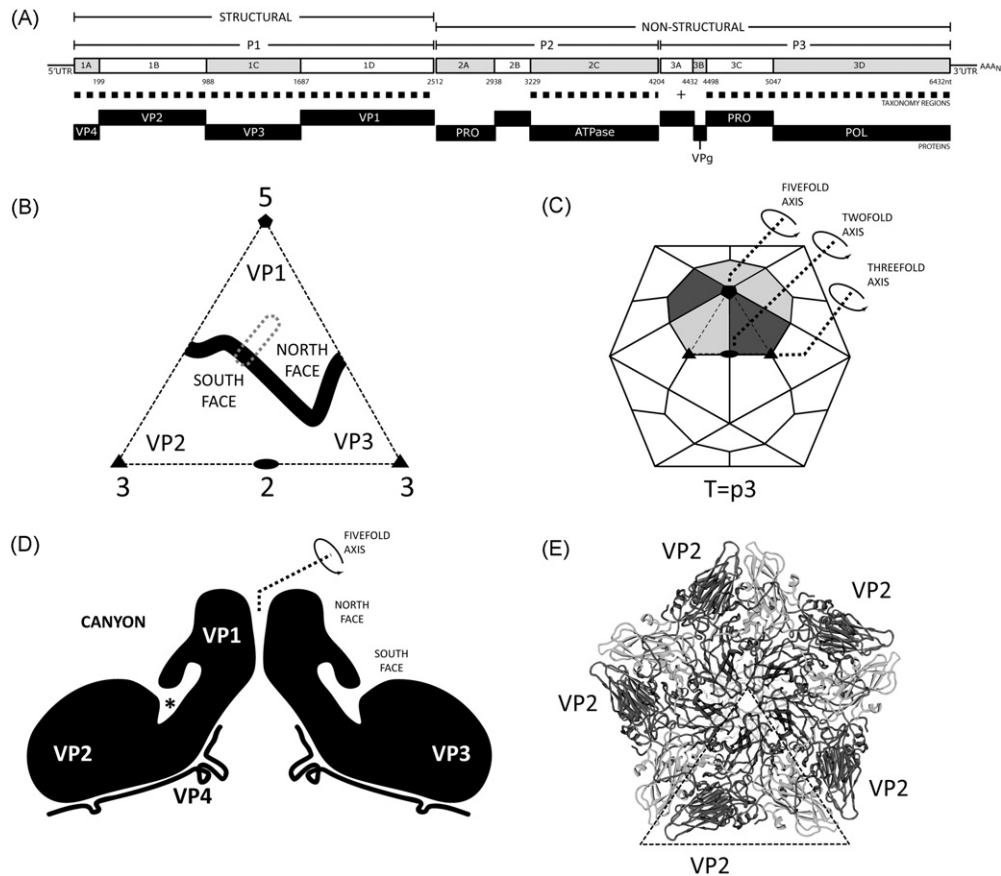 (A)
STRUCTURAL
NON-STRUCTURAL
P1 P2 P3
5'UTR 1A 1B 1C 1D 2A 2B 2C 3A 3B 3C 3D 3'UTR AAAN
199 988 1687 2512 2938 3229 4204 4432 4498 5047 6432nt
+
TAXONOMY REGIONS
VP2 VP1 PRO
VP4 VP3 PRO ATPase POL
PROTEINS
VPg
(B)
5
VP1
NORTH
FACE
SOUTH
FACE
VP2 VP3
3 2 3
(C)
FIVEFOLD
AXIS
TWOFOLD
AXIS
THREEFOLD
AXIS
T=p3
(D)
FIVEFOLD
AXIS
CANYON
VP1
NORTH
FACE
SOUTH
FACE
*
VP2 VP3
VP4
(E)
VP2
VP2
VP2
VP2
VP2